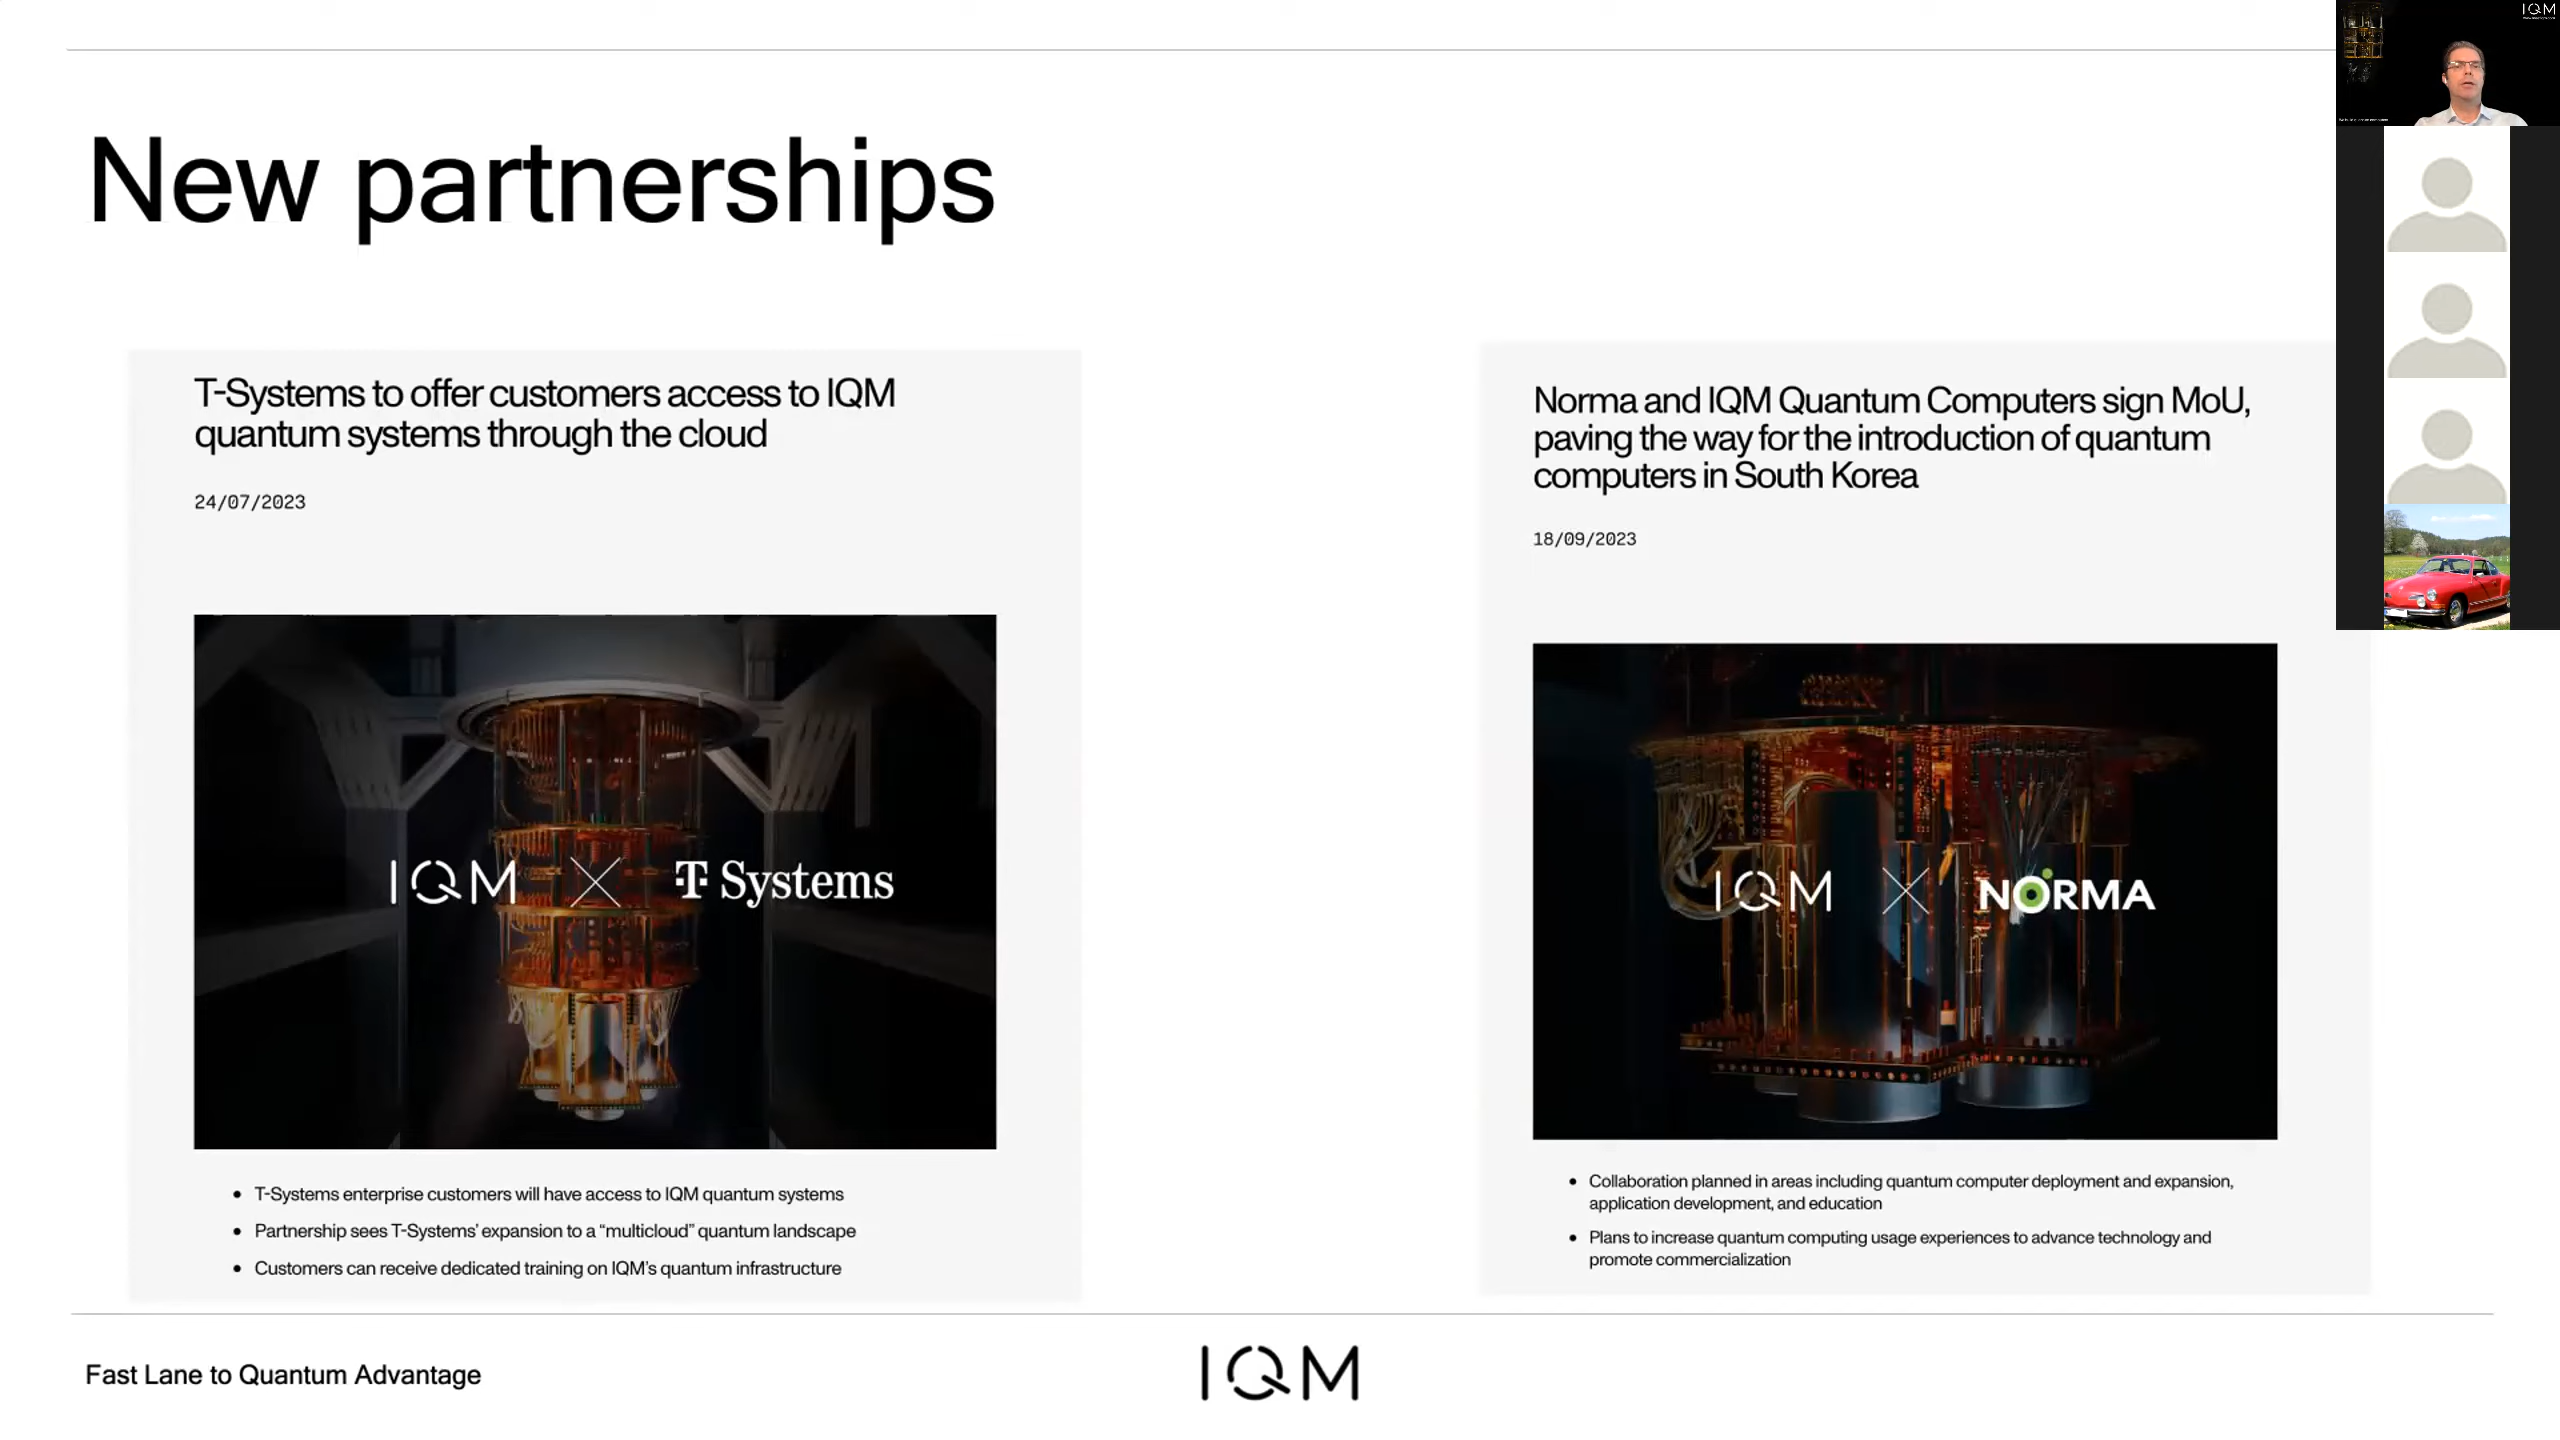 New partnerships
T-Systems to offer customers access to IQM
quantum systems through the cloud
24/07/2023
IQM X T Systems
• T-Systems enterprise customers will have access to IQM quantum systems
• Partnership sees T-Systems' expansion to a “multicloud” quantum landscape
• Customers can receive dedicated training on IQM's quantum infrastructure
Norma and IQM Quantum Computers sign MoU,
paving the way for the introduction of quantum
computers in South Korea
18/09/2023
IQM X NORMA
• Collaboration planned in areas including quantum computer deployment and expansion,
application development, and education
• Plans to increase quantum computing usage experiences to advance technology and
promote commercialization
Fast Lane to Quantum Advantage
IQM
IQM